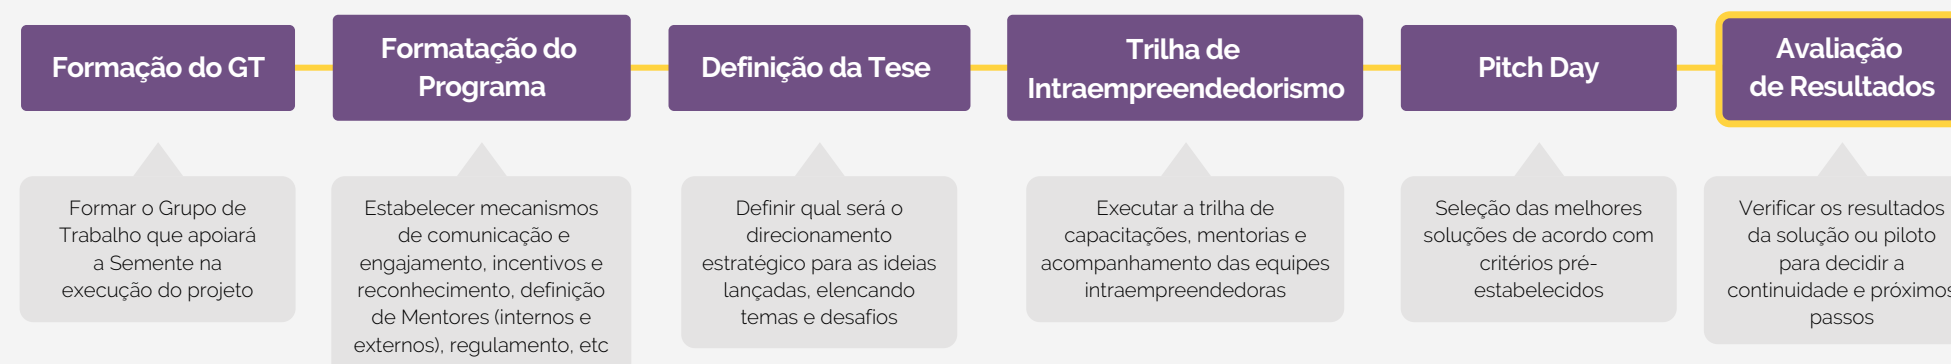 Formação do GT
Formatação do
Programa
Definição da Tese
Trilha de
Intraempreendedorismo
Pitch Day
Avaliação
de Resultados
Formar o Grupo de
Trabalho que apoiará
a Semente na
execução do projeto
Estabelecer mecanismos
de comunicação e
engajamento, incentivos e
reconhecimento, definição
de Mentores (internos e
externos), regulamento, etc
Definir qual será o
direcionamento
estratégico para as ideias
lançadas, elencando
temas e desafios
Executar a trilha de
capacitações, mentorias e
acompanhamento das equipes
intraempreendedoras
Seleção das melhores
soluções de acordo com
critérios pré-
estabelecidos
Verificar os resultados
da solução ou piloto
para decidir a
continuidade e próximos
passos